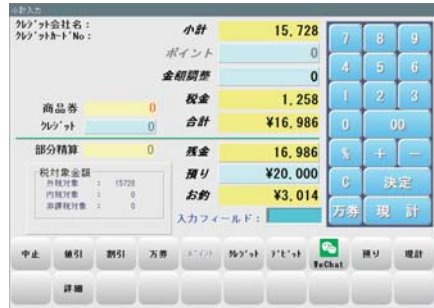 小計入力
ｸﾚｼﾞｯﾄ会社名：
ｸﾚｼﾞｯﾄｶｰﾄﾞNo：
小計 15,728
ポイント 0
金額調整 0
税金 1,258
商品券 0
ｸﾚｼﾞｯﾄ 0
合計 ¥16,986
部分精算 0
残金 16,986
預り ¥20,000
お釣 ¥3,014
税対象金額
外税対象 ： 15728
内税対象 ： 0
非課税対象 ： 0
入力フィールド：
7 8 9
4 5 6
1 2 3
0 00
% + −
C 決定
万券 現計
中止 値引 割引 万券 ﾎﾟｲﾝﾄ ｸﾚｼﾞｯﾄ ﾃﾞﾋﾞｯﾄ WeChat 預り 現計
詳細